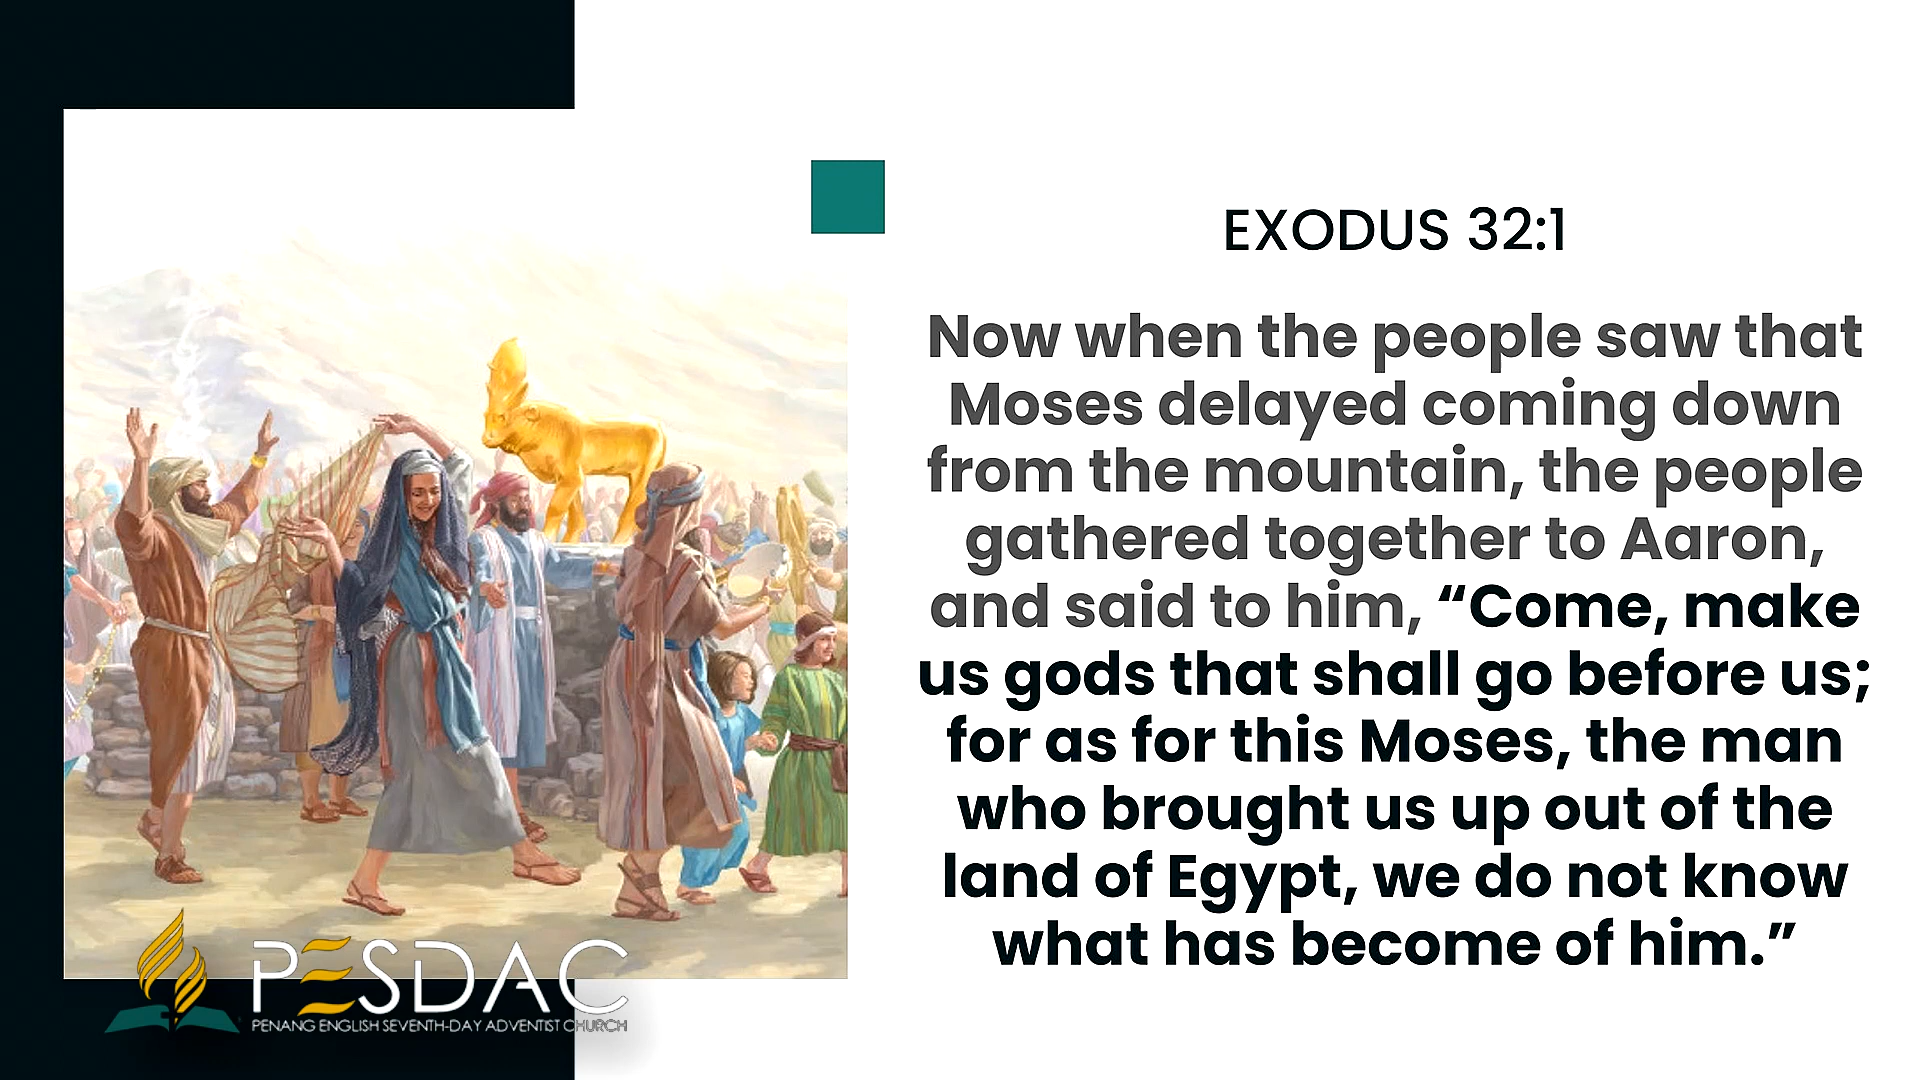 EXODUS 32:1
Now when the people saw that
Moses delayed coming down
from the mountain, the people
gathered together to Aaron,
and said to him, “Come, make
us gods that shall go before us;
for as for this Moses, the man
who brought us up out of the
land of Egypt, we do not know
what has become of him.”
PESDAC
PENANG ENGLISH SEVENTH-DAY ADVENTIST CHURCH